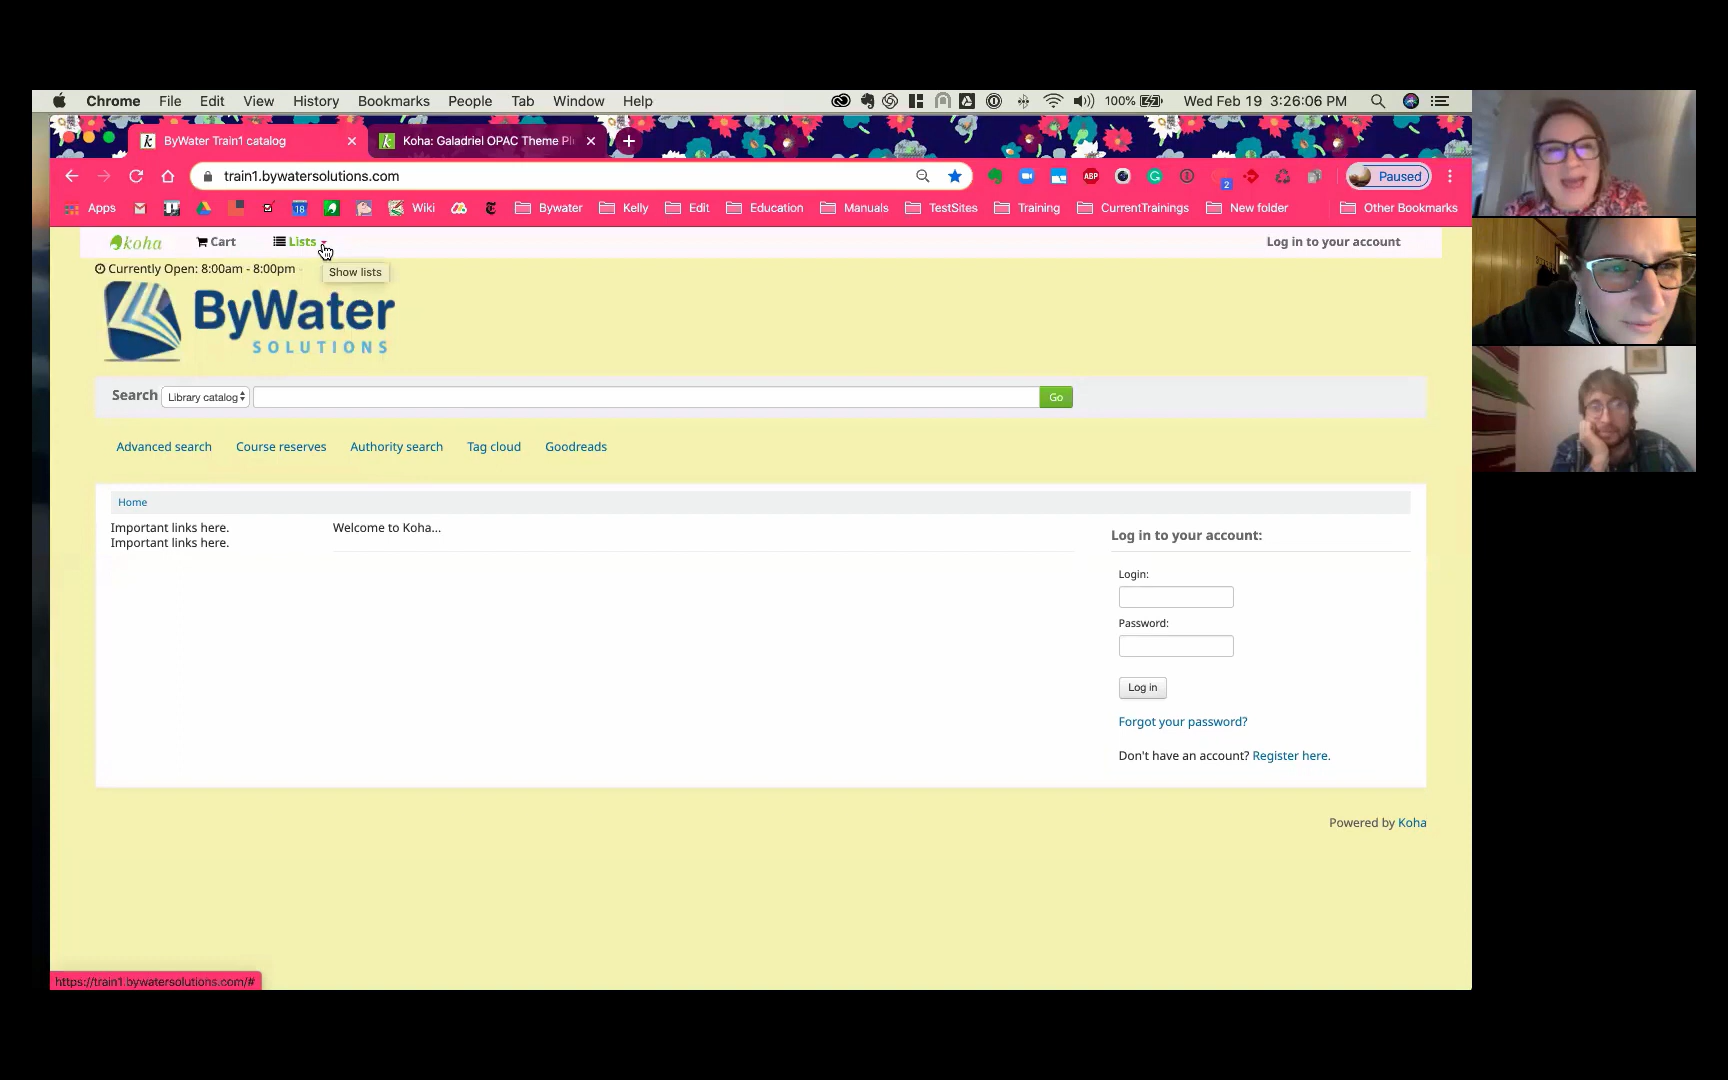 Chrome File Edit View History Bookmarks People Tab Window Help 100% Wed Feb 19 3:26:06 PM
ByWater Train1 catalog Koha: Galadriel OPAC Theme Pl
train1.bywatersolutions.com ABP 2 Paused
Apps 18 Wiki Bywater Kelly Edit Education Manuals TestSites Training CurrentTrainings New folder Other Bookmarks
koha Cart Lists Log in to your account
Currently Open: 8:00am - 8:00pm
Show lists
ByWater
SOLUTIONS
Search Library catalog Go
Advanced search Course reserves Authority search Tag cloud Goodreads
Home
Important links here. Welcome to Koha...
Important links here.
Log in to your account:
Login:
Password:
Log in
Forgot your password?
Don't have an account? Register here.
Powered by Koha
https://train1.bywatersolutions.com/#